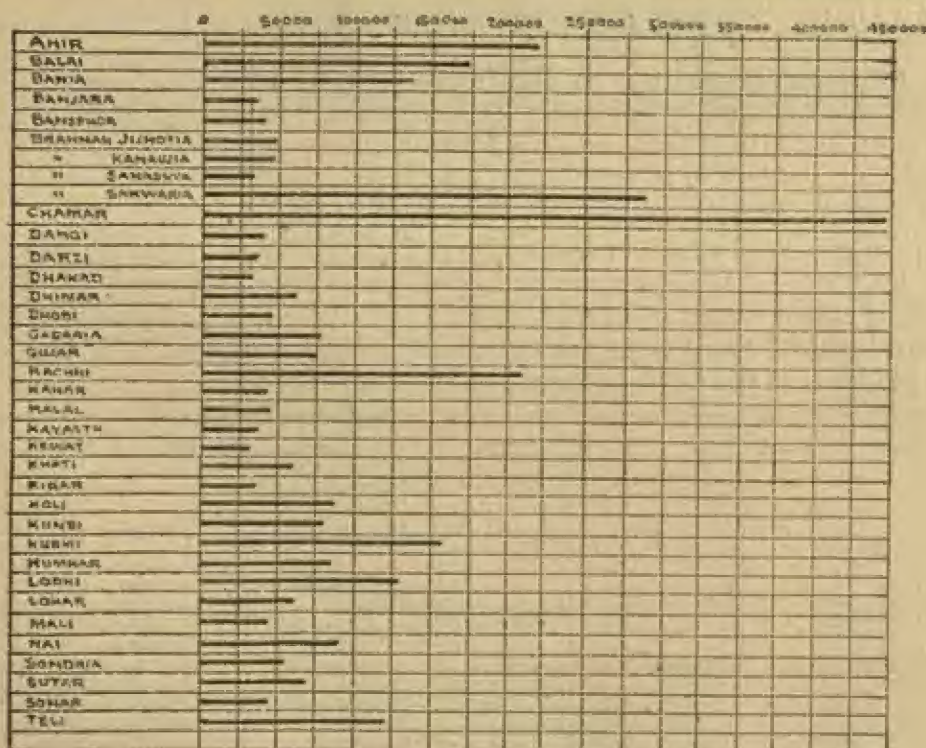 0 50000 100000 150000 200000 250000 300000 350000 400000 450000
AHIR
BALAI
BANIA
BANJARA
BANSPHOR
BRAHMAN JIJHOTIA
" KANAUJIA
" SANADHYA
" SARWARIA
CHAMAR
DANGI
DARZI
DHAKAD
DHIMAR
DHOBI
GADARIA
GUJAR
KACHHI
KAHAR
KALAL
KAYASTH
KEWAT
KHATI
KIRAR
KOLI
KUNBI
KURMI
KUMHAR
LODHI
LOHAR
MALI
NAI
SONDHIA
SUTAR
SONAR
TELI